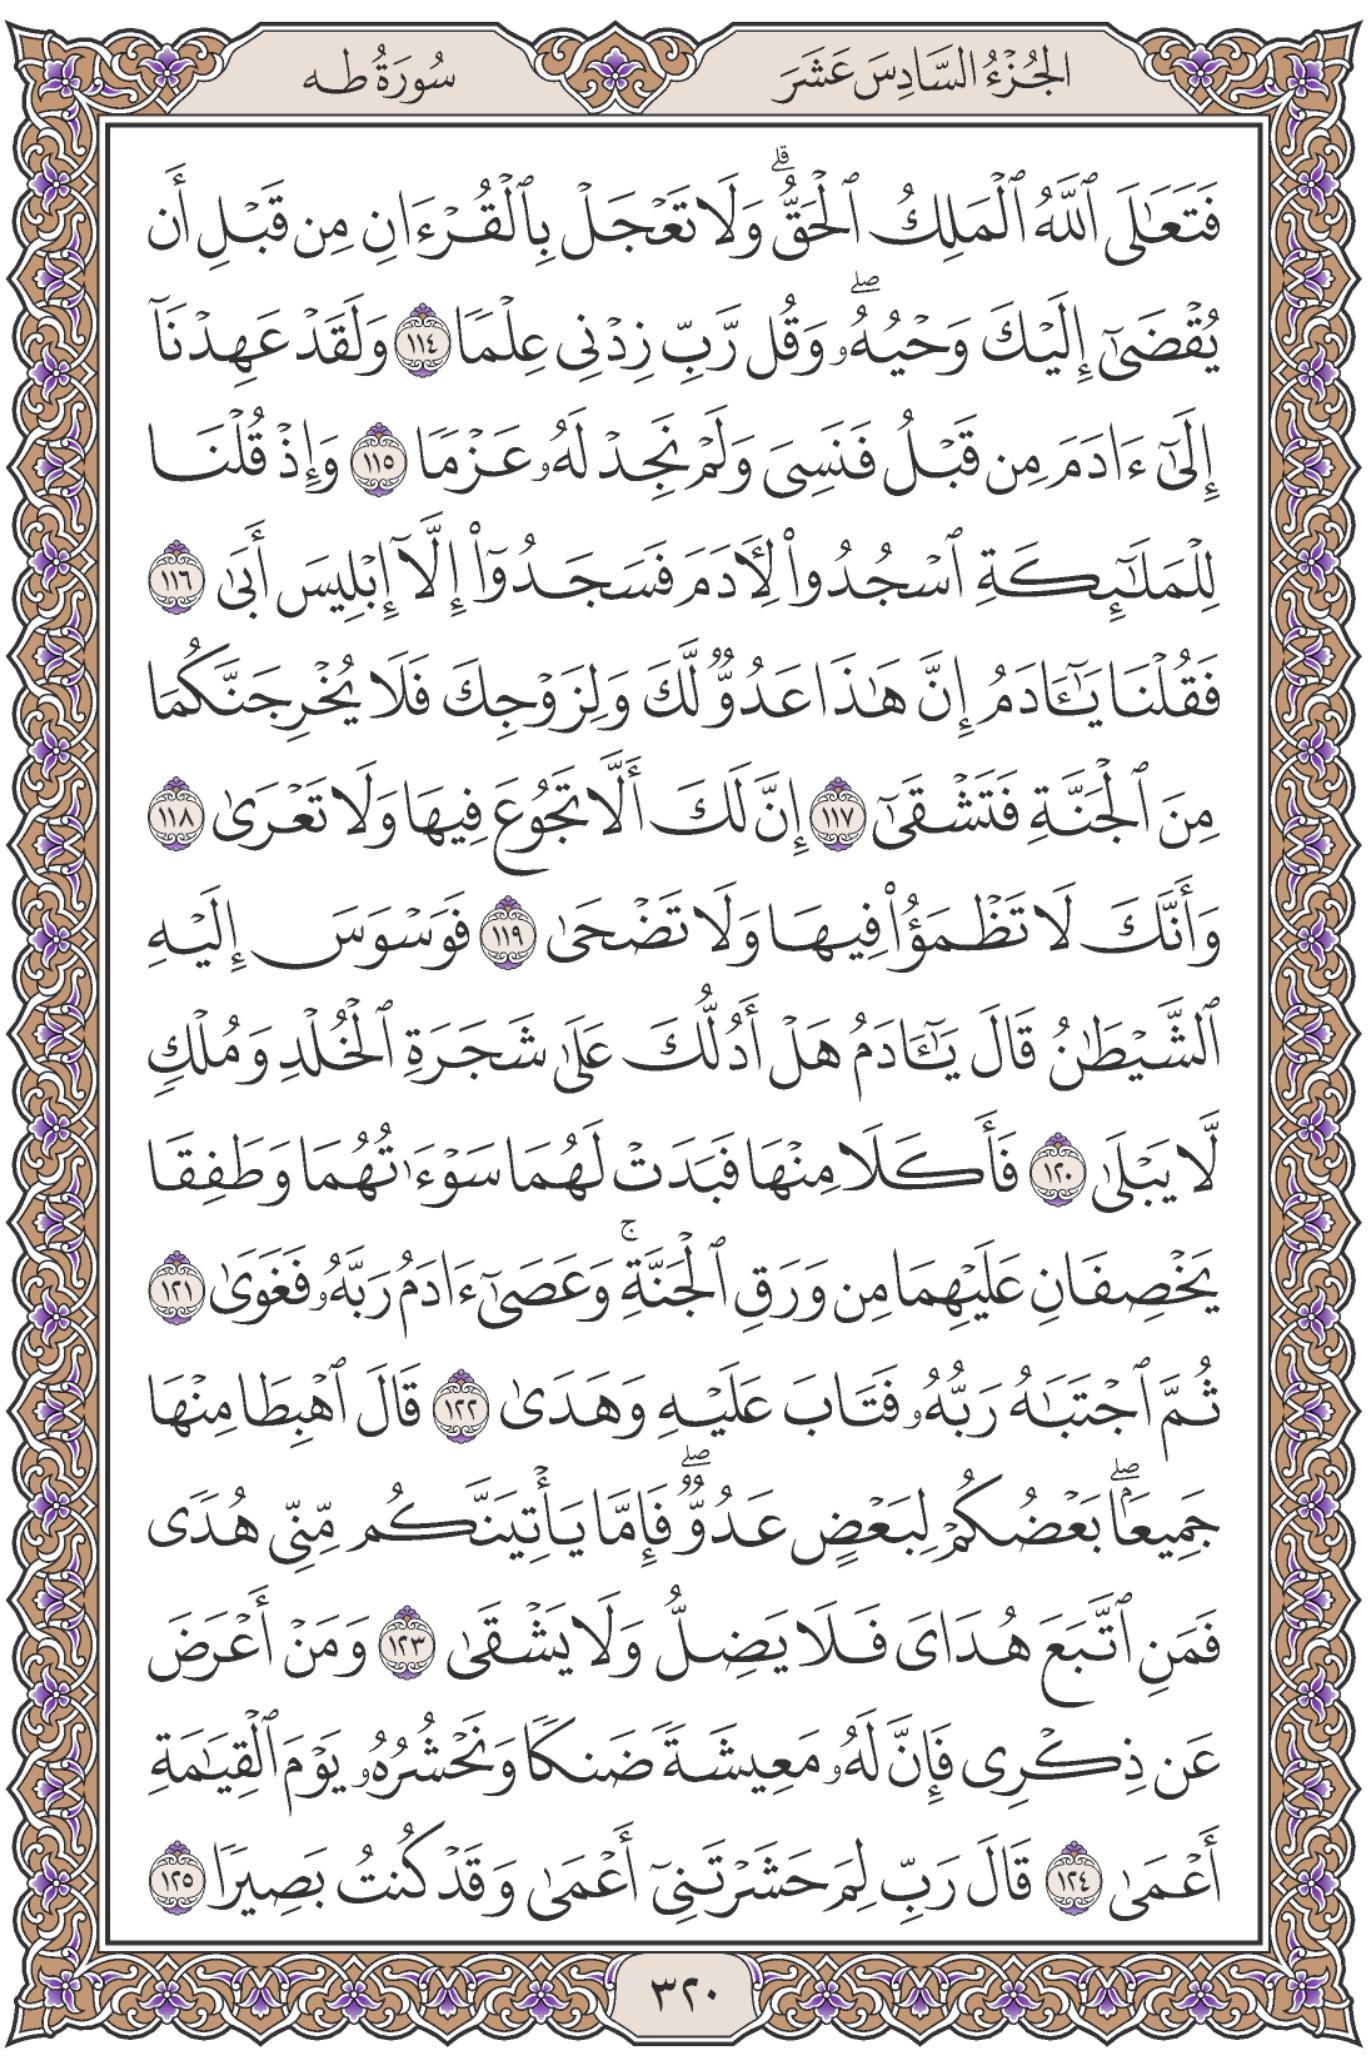 الجُزْءُ السَّادِسَ عَشَرَ
سُورَةُ طه
فَتَعَٰلَى ٱللَّهُ ٱلْمَلِكُ ٱلْحَقُّۗ وَلَا تَعْجَلْ بِٱلْقُرْءَانِ مِن قَبْلِ أَن
يُقْضَىٰٓ إِلَيْكَ وَحْيُهُۥۖ وَقُل رَّبِّ زِدْنِى عِلْمًا ١١٤ وَلَقَدْ عَهِدْنَآ
إِلَىٰٓ ءَادَمَ مِن قَبْلُ فَنَسِىَ وَلَمْ نَجِدْ لَهُۥ عَزْمًا ١١٥ وَإِذْ قُلْنَا
لِلْمَلَٰٓئِكَةِ ٱسْجُدُوا۟ لِـَٔادَمَ فَسَجَدُوٓا۟ إِلَّآ إِبْلِيسَ أَبَىٰ ١١٦
فَقُلْنَا يَٰٓـَٔادَمُ إِنَّ هَٰذَا عَدُوٌّ لَّكَ وَلِزَوْجِكَ فَلَا يُخْرِجَنَّكُمَا
مِنَ ٱلْجَنَّةِ فَتَشْقَىٰٓ ١١٧ إِنَّ لَكَ أَلَّا تَجُوعَ فِيهَا وَلَا تَعْرَىٰ ١١٨
وَأَنَّكَ لَا تَظْمَؤُا۟ فِيهَا وَلَا تَضْحَىٰ ١١٩ فَوَسْوَسَ إِلَيْهِ
ٱلشَّيْطَٰنُ قَالَ يَٰٓـَٔادَمُ هَلْ أَدُلُّكَ عَلَىٰ شَجَرَةِ ٱلْخُلْدِ وَمُلْكٍ
لَّا يَبْلَىٰ ١٢٠ فَأَكَلَا مِنْهَا فَبَدَتْ لَهُمَا سَوْءَٰتُهُمَا وَطَفِقَا
يَخْصِفَانِ عَلَيْهِمَا مِن وَرَقِ ٱلْجَنَّةِۚ وَعَصَىٰٓ ءَادَمُ رَبَّهُۥ فَغَوَىٰ ١٢١
ثُمَّ ٱجْتَبَٰهُ رَبُّهُۥ فَتَابَ عَلَيْهِ وَهَدَىٰ ١٢٢ قَالَ ٱهْبِطَا مِنْهَا
جَمِيعًۢاۖ بَعْضُكُمْ لِبَعْضٍ عَدُوٌّۖ فَإِمَّا يَأْتِيَنَّكُم مِّنِّى هُدًى
فَمَنِ ٱتَّبَعَ هُدَاىَ فَلَا يَضِلُّ وَلَا يَشْقَىٰ ١٢٣ وَمَنْ أَعْرَضَ
عَن ذِكْرِى فَإِنَّ لَهُۥ مَعِيشَةً ضَنكًا وَنَحْشُرُهُۥ يَوْمَ ٱلْقِيَٰمَةِ
أَعْمَىٰ ١٢٤ قَالَ رَبِّ لِمَ حَشَرْتَنِىٓ أَعْمَىٰ وَقَدْ كُنتُ بَصِيرًا ١٢٥
٣٢٠